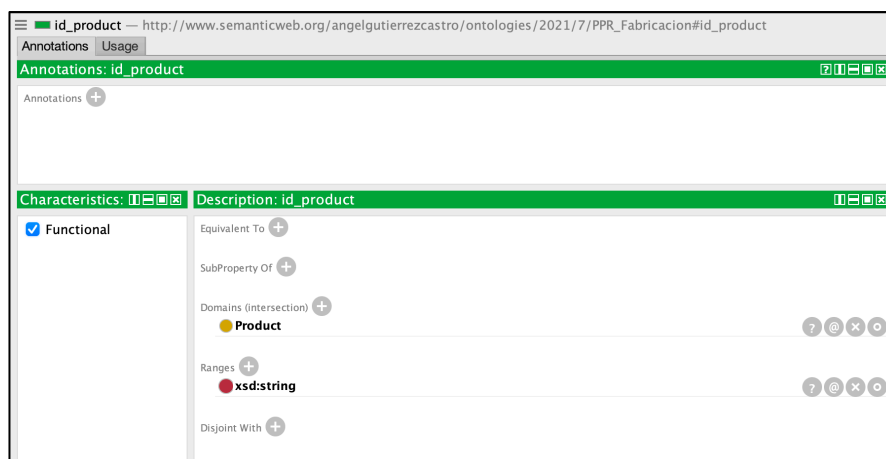 id_product — http://www.semanticweb.org/angelgutierrezcastro/ontologies/2021/7/PPR_Fabricacion#id_product
Annotations Usage
Annotations: id_product
Annotations
Characteristics:
Description: id_product
Functional
Equivalent To
SubProperty Of
Domains (intersection)
Product
Ranges
xsd:string
Disjoint With